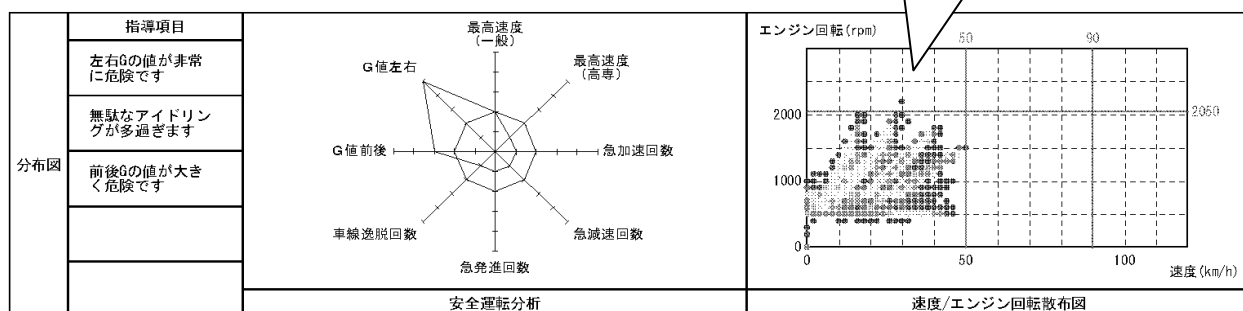 分布図
指導項目
左右Gの値が非常
に危険です
無駄なアイドリン
グが多過ぎます
前後Gの値が大き
く危険です
最高速度
(一般)
最高速度
(高専)
急加速回数
急減速回数
急発進回数
車線逸脱回数
G値前後
G値左右
安全運転分析
エンジン回転(rpm)
50
90
2050
2000
1000
0
0
50
100
速度(km/h)
速度/エンジン回転散布図